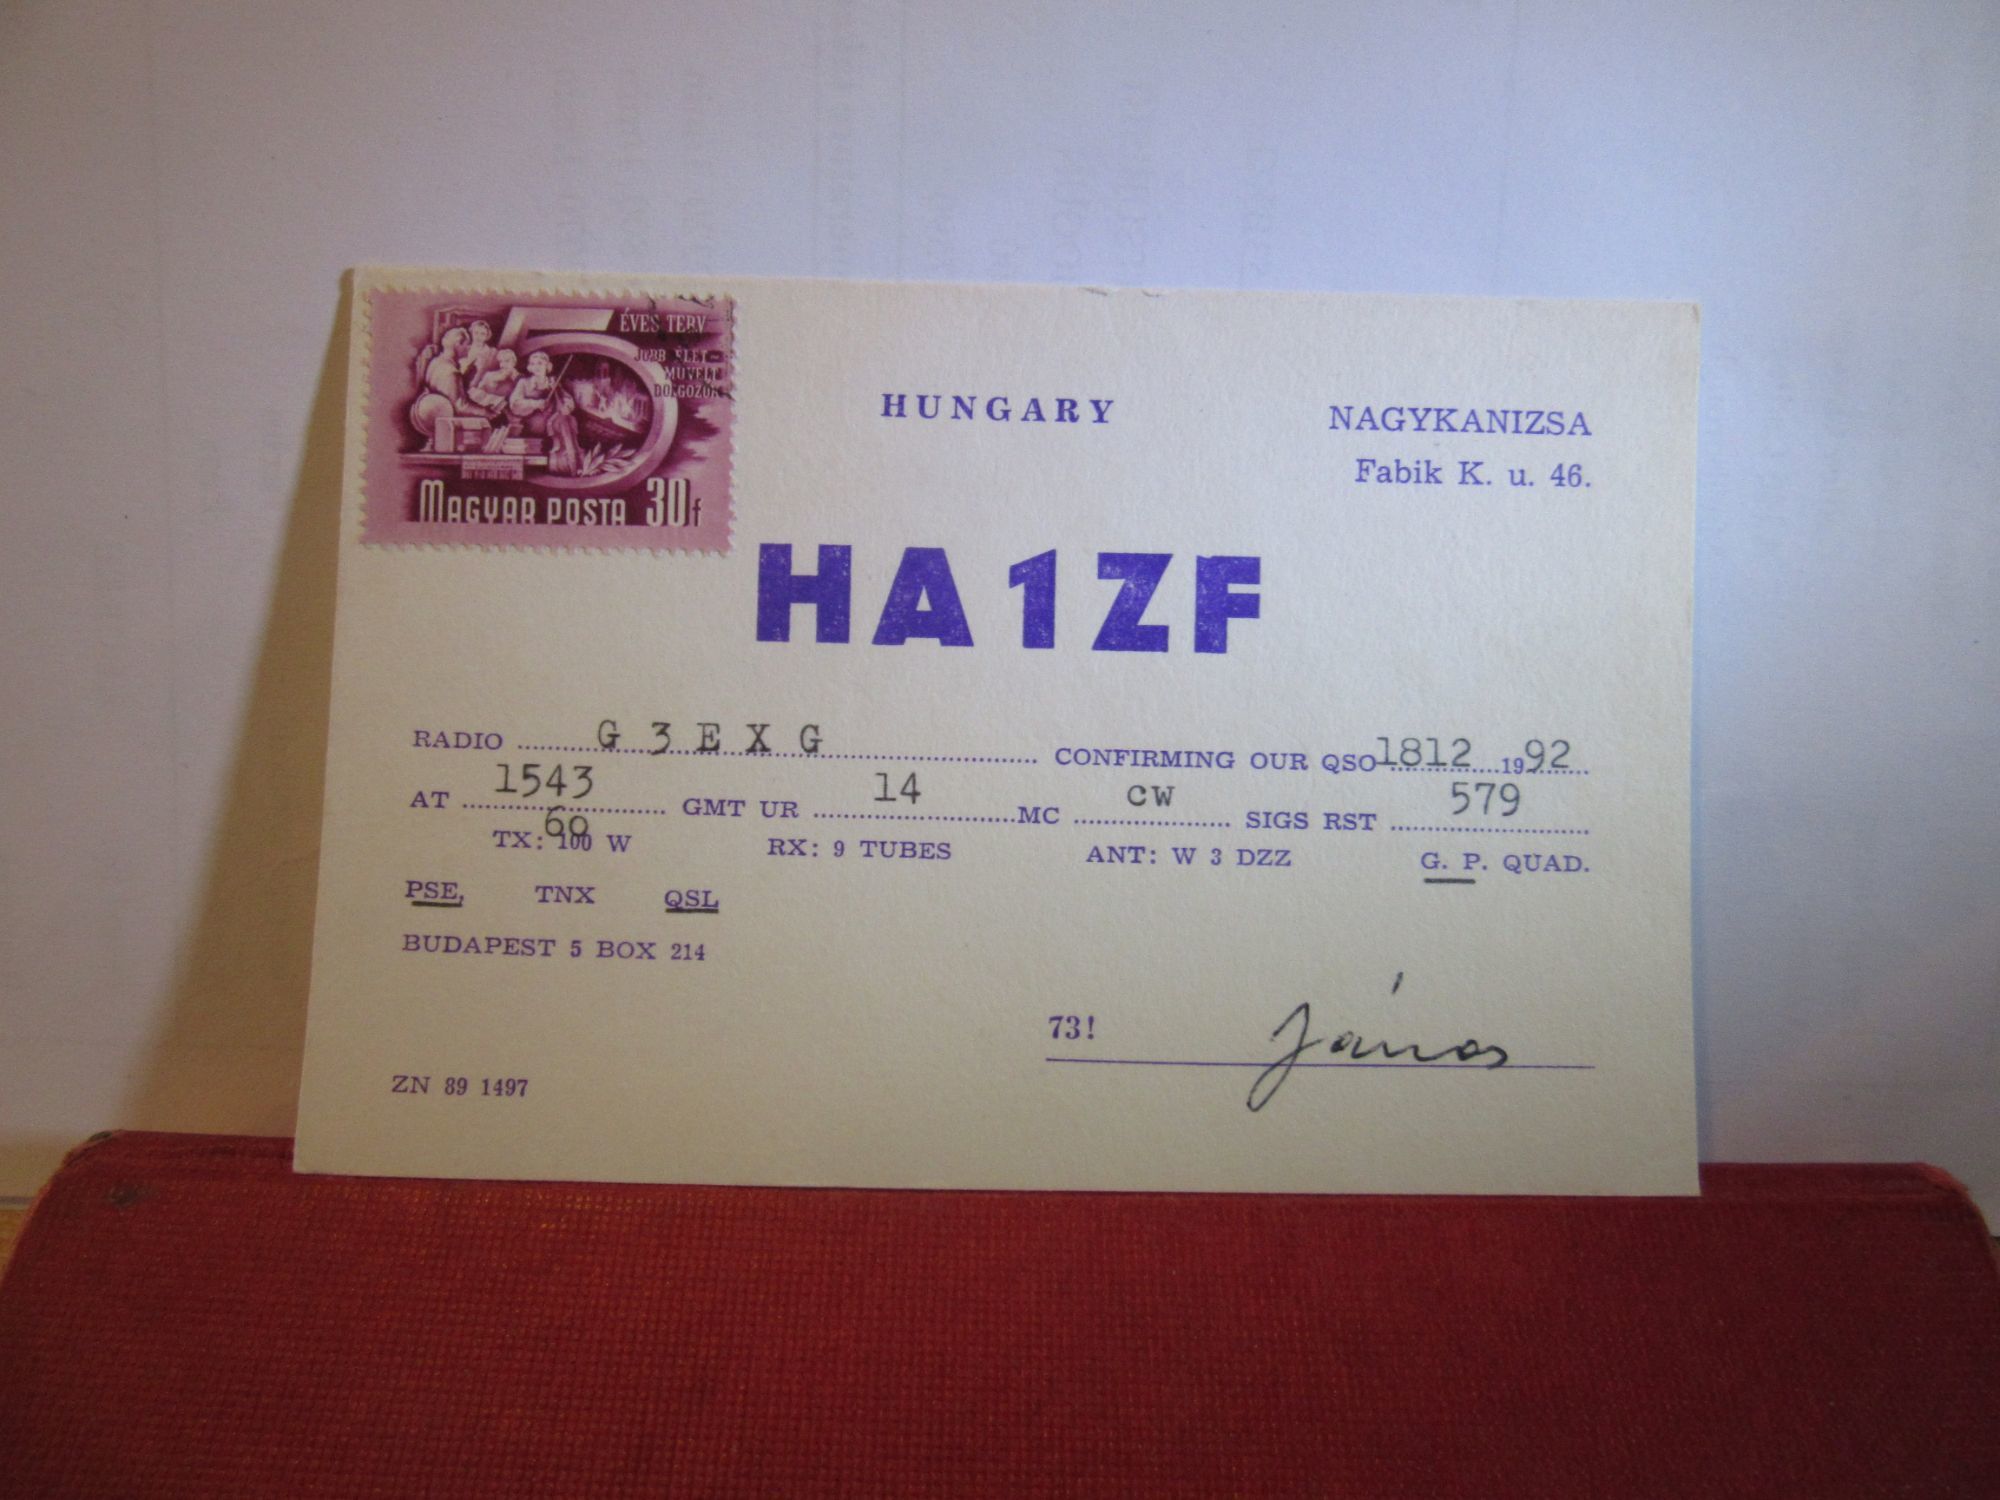 5 ÉVES TERV
JOBB ÉLET –
MŰVELT
DOLGOZÓK
MAGYAR POSTA 30f
HUNGARY
NAGYKANIZSA
Fabik K. u. 46.
HA1ZF
RADIO G 3 E X G CONFIRMING OUR QSO 1812 1992
AT 1543 GMT UR 14 MC CW SIGS RST 579
TX: 60 100 W RX: 9 TUBES ANT: W 3 DZZ G. P. QUAD.
PSE, TNX QSL
BUDAPEST 5 BOX 214
73! János
ZN 89 1497